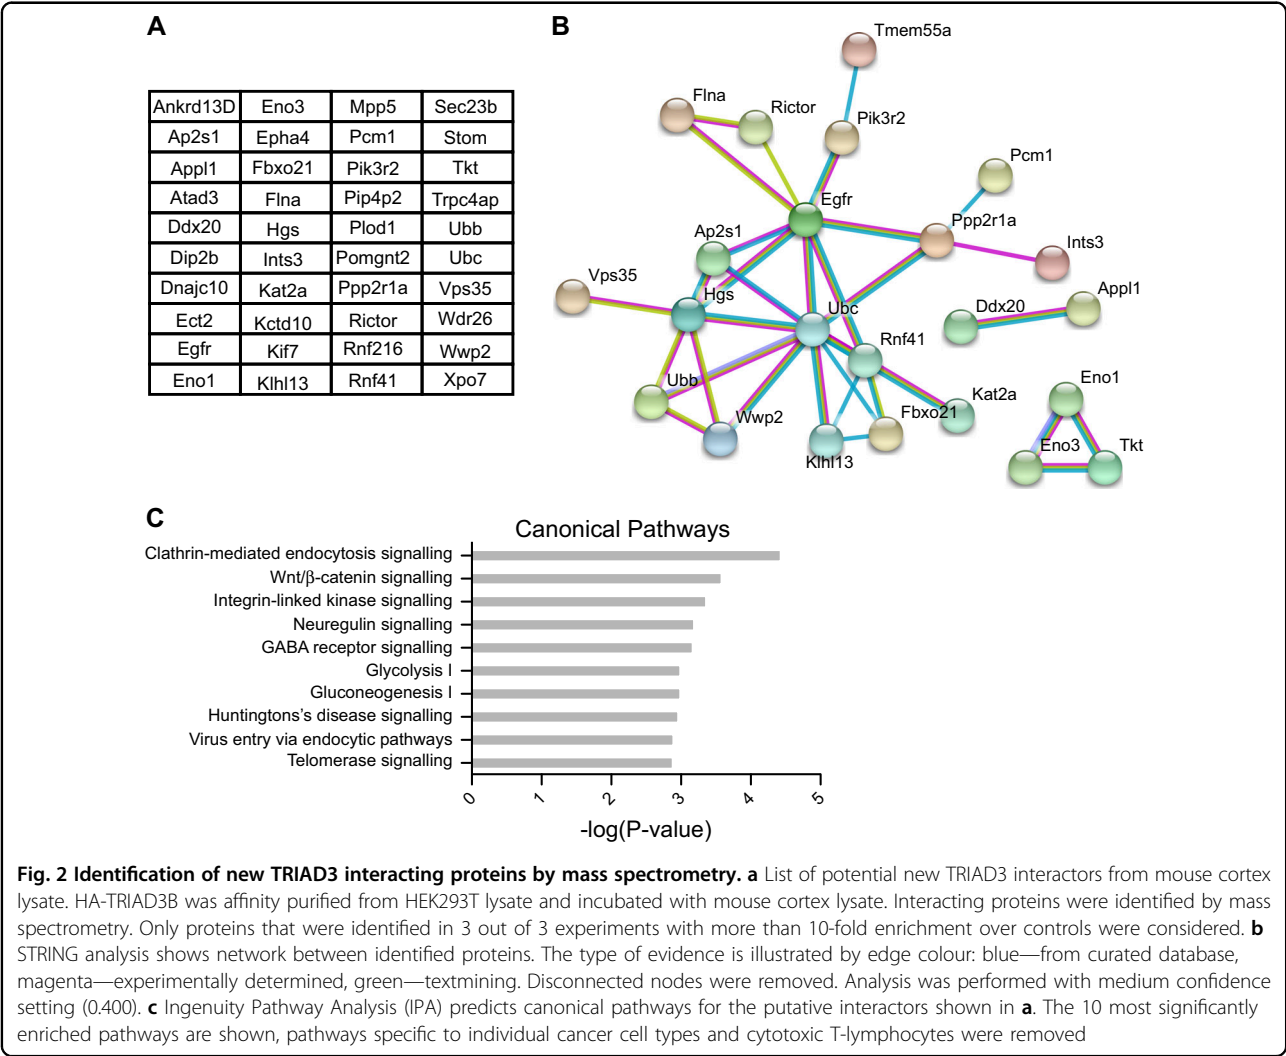 A
Ankrd13D Eno3 Mpp5 Sec23b
Ap2s1 Epha4 Pcm1 Stom
Appl1 Fbxo21 Pik3r2 Tkt
Atad3 Flna Pip4p2 Trpc4ap
Ddx20 Hgs Plod1 Ubb
Dip2b Ints3 Pomgnt2 Ubc
Dnajc10 Kat2a Ppp2r1a Vps35
Ect2 Kctd10 Rictor Wdr26
Egfr Kif7 Rnf216 Wwp2
Eno1 Klhl13 Rnf41 Xpo7
B
Tmem55a
Flna
Rictor
Pik3r2
Pcm1
Egfr
Ppp2r1a
Ap2s1
Ints3
Vps35
Hgs
Ubc
Ddx20
Appl1
Rnf41
Ubb
Wwp2
Klhl13
Fbxo21
Kat2a
Eno1
Eno3
Tkt
C
Canonical Pathways
Clathrin-mediated endocytosis signalling
Wnt/β-catenin signalling
Integrin-linked kinase signalling
Neuregulin signalling
GABA receptor signalling
Glycolysis I
Gluconeogenesis I
Huntingtons's disease signalling
Virus entry via endocytic pathways
Telomerase signalling
0 1 2 3 4 5
-log(P-value)
Fig. 2 Identification of new TRIAD3 interacting proteins by mass spectrometry. a List of potential new TRIAD3 interactors from mouse cortex
lysate. HA-TRIAD3B was affinity purified from HEK293T lysate and incubated with mouse cortex lysate. Interacting proteins were identified by mass
spectrometry. Only proteins that were identified in 3 out of 3 experiments with more than 10-fold enrichment over controls were considered. b
STRING analysis shows network between identified proteins. The type of evidence is illustrated by edge colour: blue—from curated database,
magenta—experimentally determined, green—textmining. Disconnected nodes were removed. Analysis was performed with medium confidence
setting (0.400). c Ingenuity Pathway Analysis (IPA) predicts canonical pathways for the putative interactors shown in a. The 10 most significantly
enriched pathways are shown, pathways specific to individual cancer cell types and cytotoxic T-lymphocytes were removed